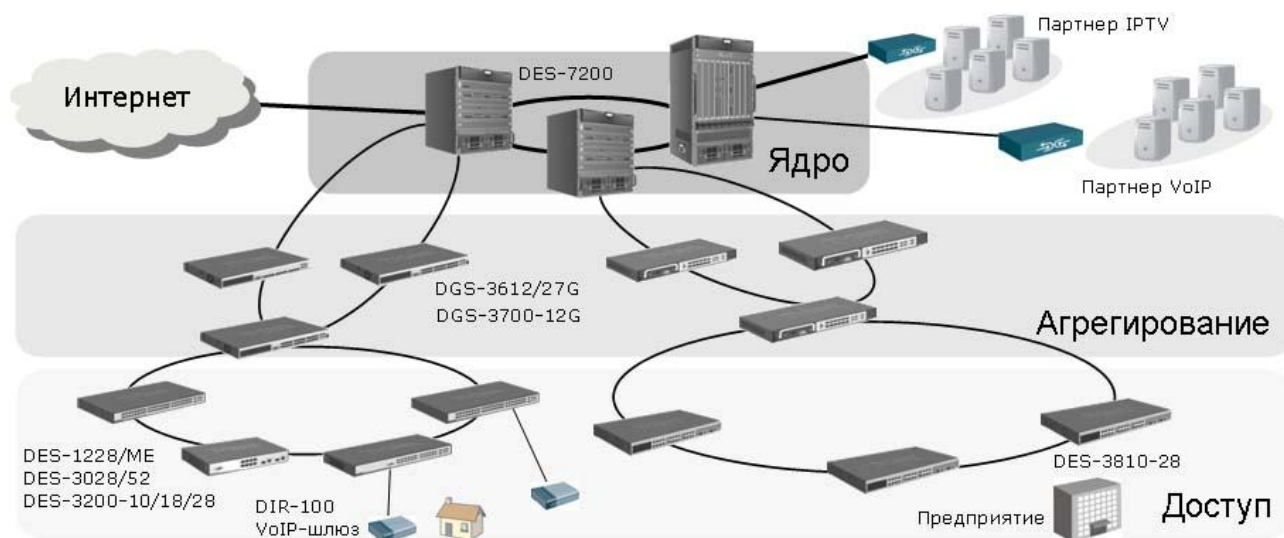 Партнер IPTV
DES-7200
Интернет
Ядро
Партнер VoIP
DGS-3612/27G
DGS-3700-12G
Агрегирование
DES-1228/ME
DES-3028/52
DES-3200-10/18/28
DES-3810-28
DIR-100
VoIP-шлюз
Предприятие
Доступ